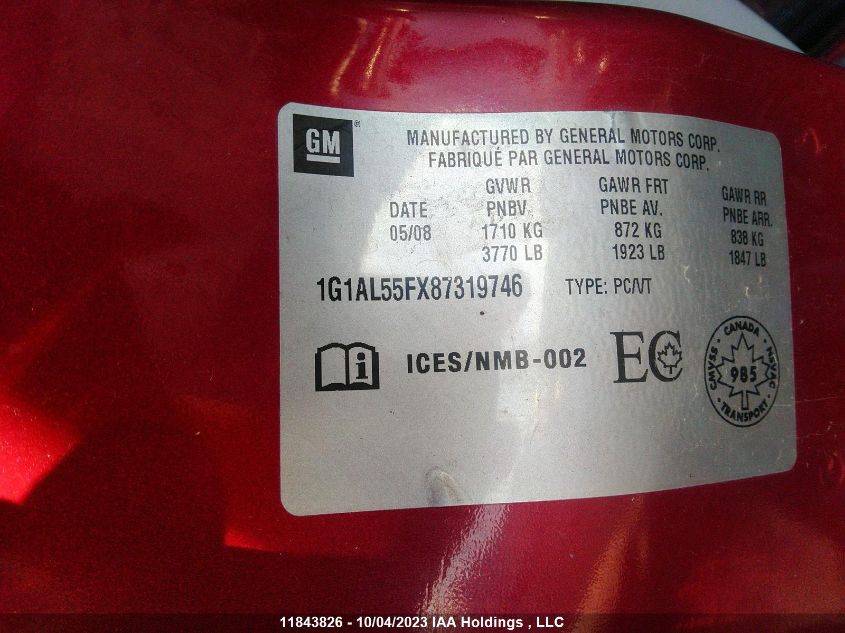 GM®
MANUFACTURED BY GENERAL MOTORS CORP.
FABRIQUÉ PAR GENERAL MOTORS CORP.
DATE
05/08
GVWR
PNBV
1710 KG
3770 LB
GAWR FRT
PNBE AV.
872 KG
1923 LB
GAWR RR
PNBE ARR.
838 KG
1847 LB
1G1AL55FX87319746 TYPE: PC/VT
i ICES/NMB-002 EC
CANADA
CMVSS 985 NSVAC
TRANSPORT
11843826 - 10/04/2023 IAA Holdings , LLC